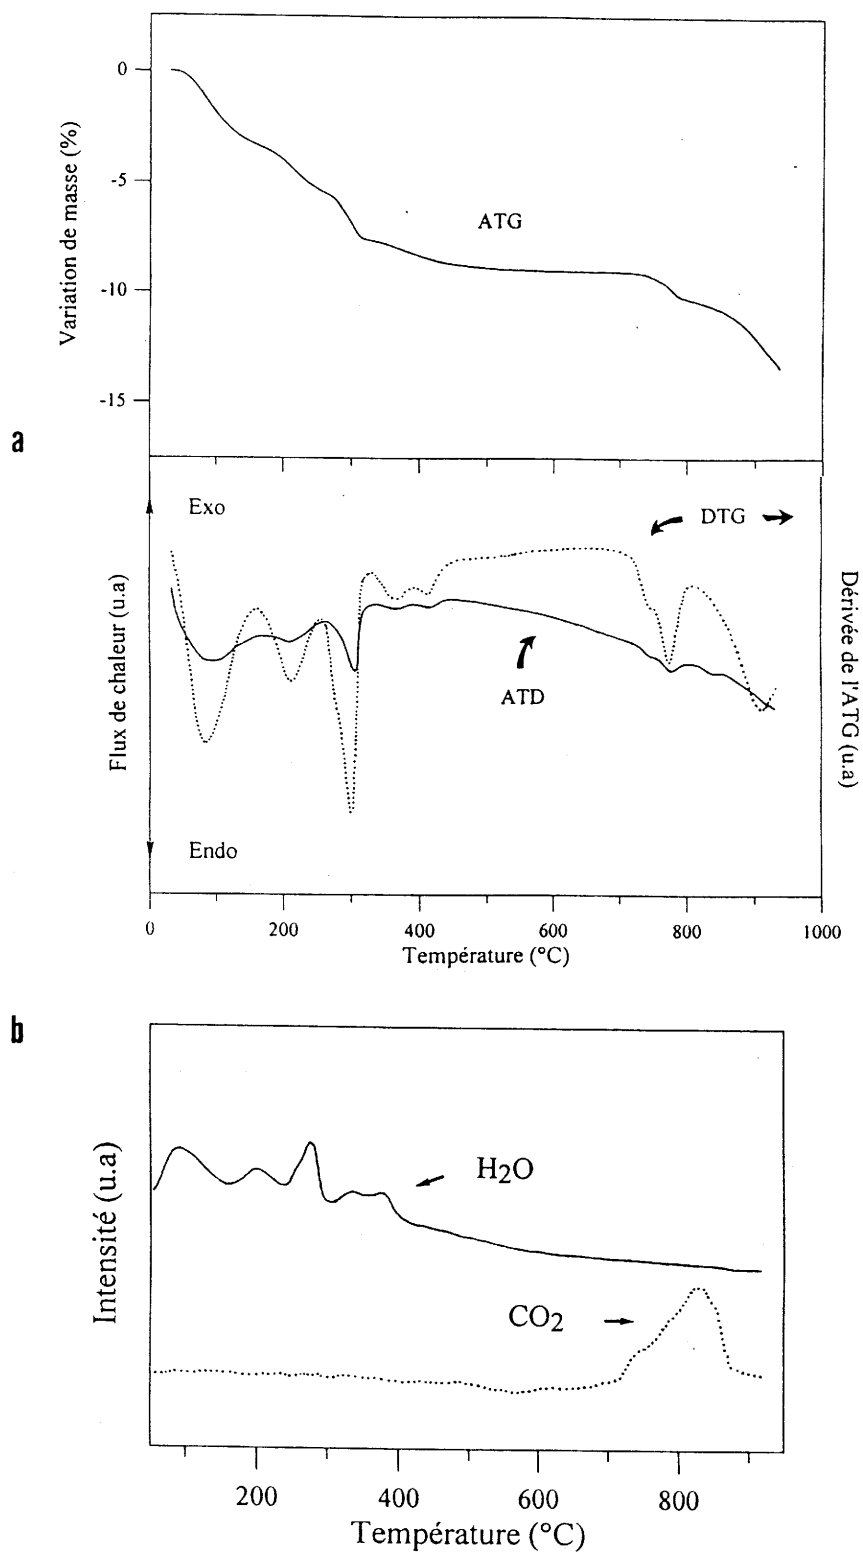 0
-5
-10
-15
Variation de masse (%)
ATG
a
Exo
DTG
Flux de chaleur (u.a)
ATD
Dérivée de l'ATG (u.a)
Endo
0 200 400 600 800 1000
Température (°C)
b
H2O
Intensité (u.a)
CO2
200 400 600 800
Température (°C)